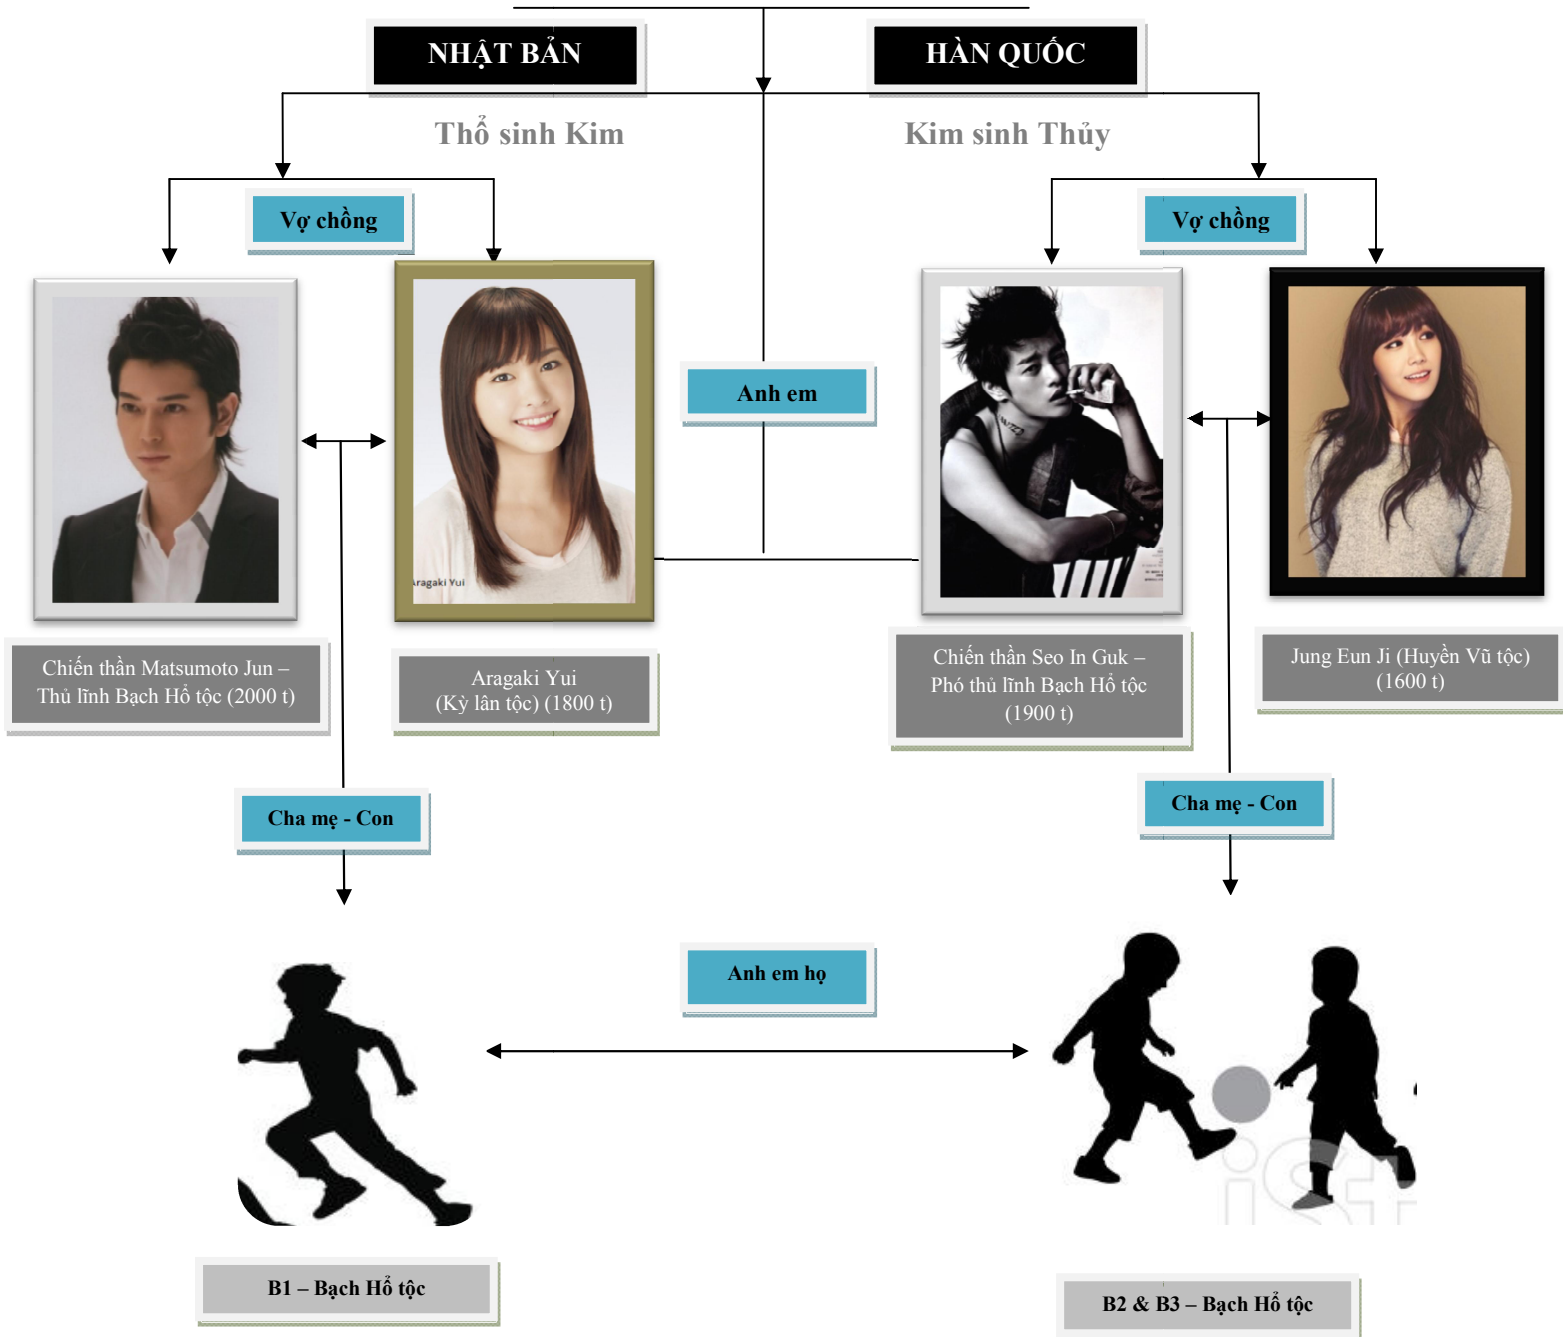 NHẬT BẢN
HÀN QUỐC
Thổ sinh Kim
Kim sinh Thủy
Vợ chồng
Vợ chồng
Anh em
Aragaki Yui
Chiến thần Matsumoto Jun –
Thủ lĩnh Bạch Hổ tộc (2000 t)
Aragaki Yui
(Kỳ lân tộc) (1800 t)
Chiến thần Seo In Guk –
Phó thủ lĩnh Bạch Hổ tộc
(1900 t)
Jung Eun Ji (Huyền Vũ tộc)
(1600 t)
Cha mẹ - Con
Cha mẹ - Con
Anh em họ
iSt
B1 – Bạch Hổ tộc
B2 & B3 – Bạch Hổ tộc